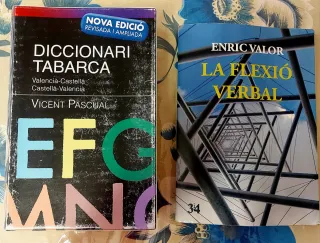 NOVA EDICIÓ
REVISADA I AMPLIADA
DICCIONARI
TABARCA
Valencià-Castellà
Castellà-Valencià
VICENT PASCUAL
EFG
MNO
ENRIC VALOR
LA FLEXIÓ
VERBAL
3i4